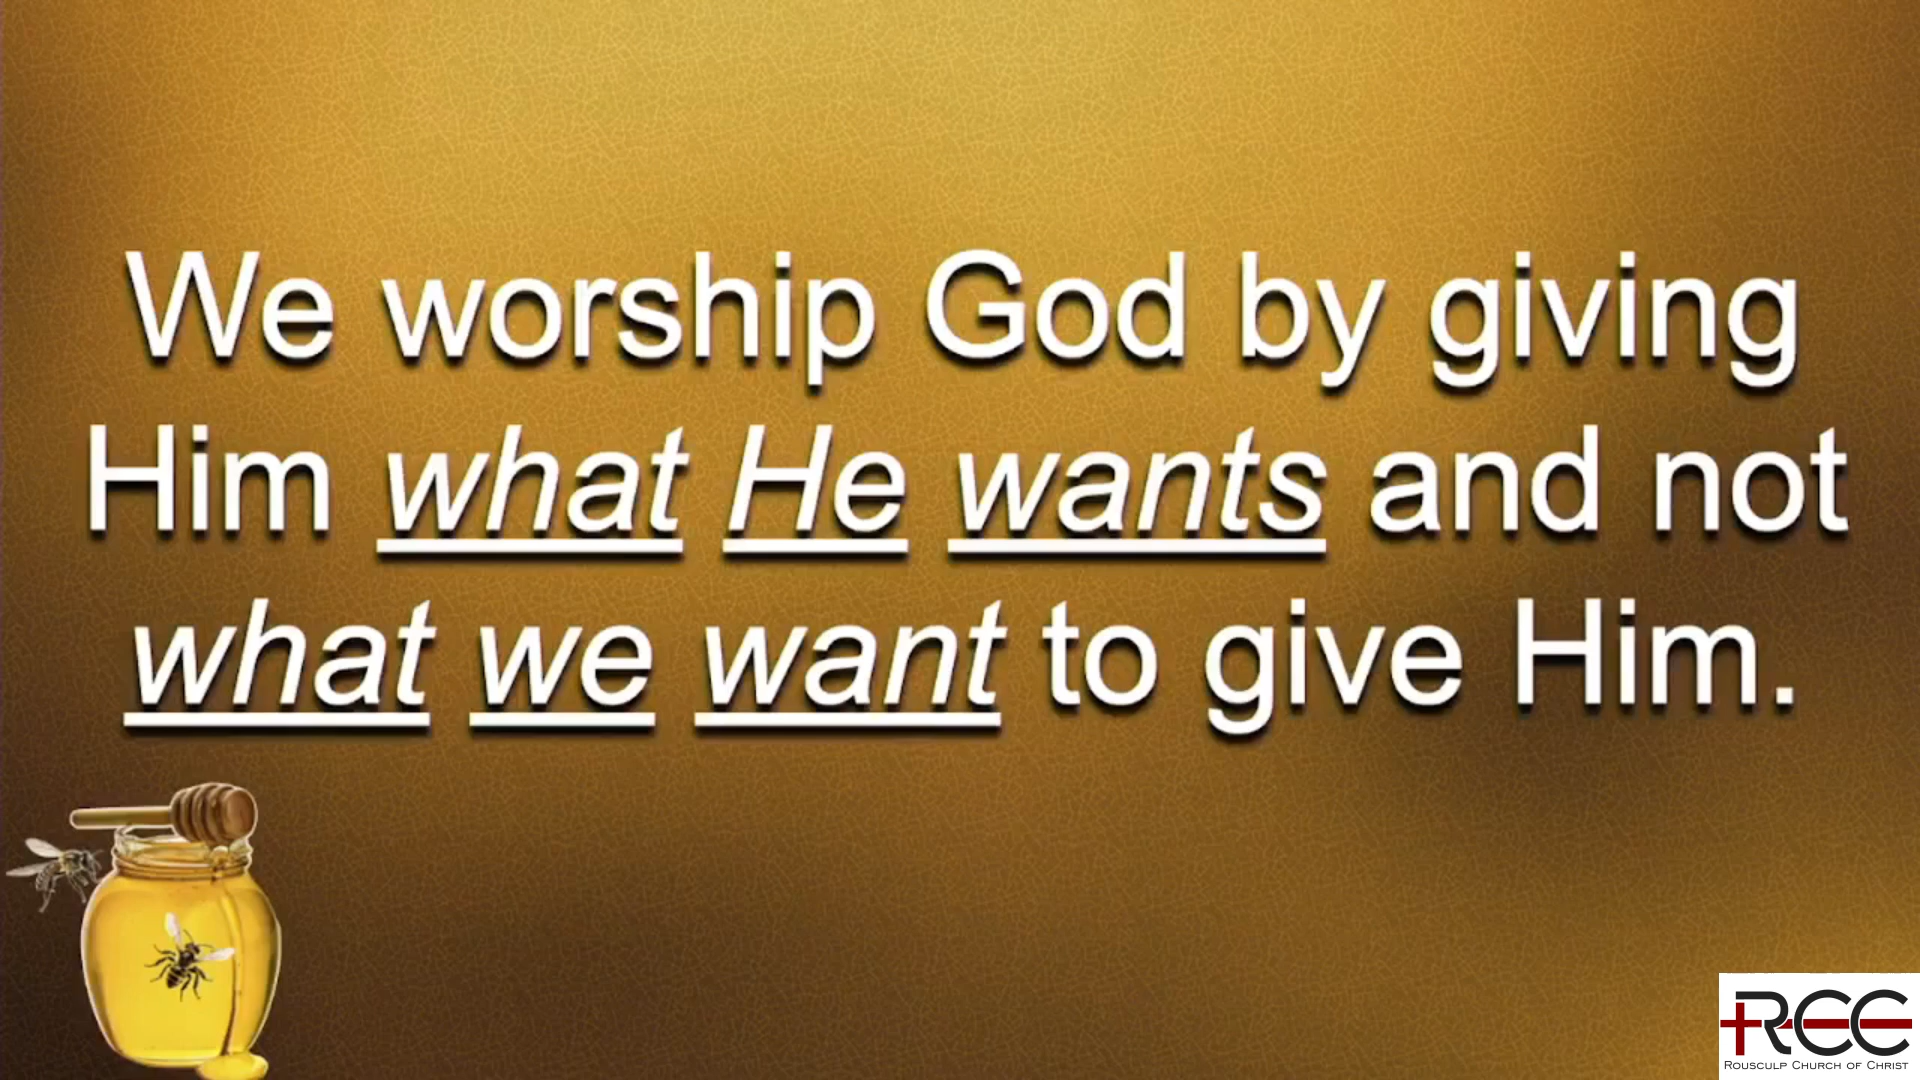 We worship God by giving
Him what He wants and not
what we want to give Him.
RCC
Rousculp Church of Christ